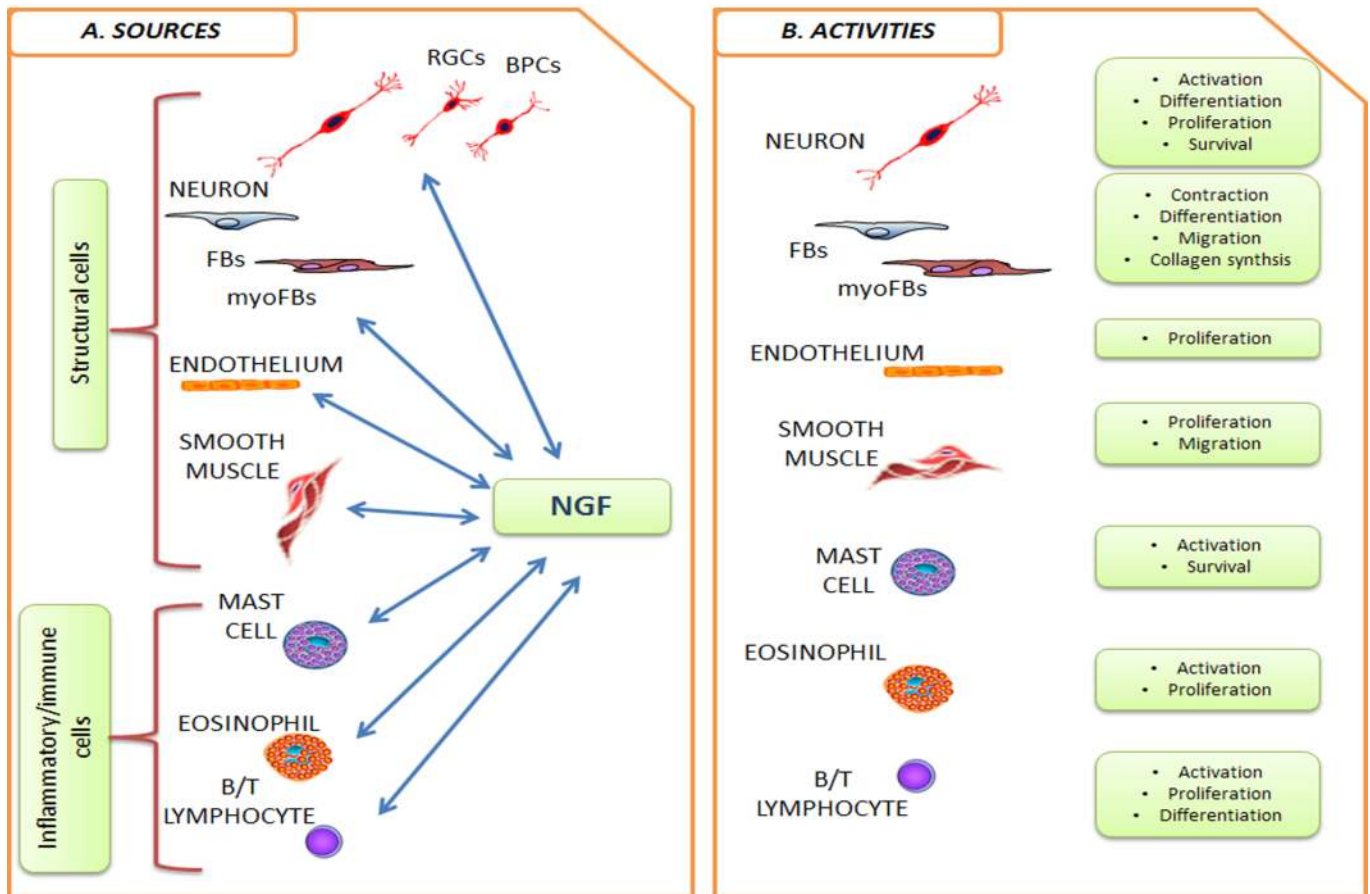 A. SOURCES
RGCs
BPCs
NEURON
FBs
myoFBs
ENDOTHELIUM
SMOOTH
MUSCLE
NGF
MAST
CELL
EOSINOPHIL
B/T
LYMPHOCYTE
Structural cells
Inflammatory/immune
cells
B. ACTIVITIES
NEURON
• Activation
• Differentiation
• Proliferation
• Survival
FBs
myoFBs
• Contraction
• Differentiation
• Migration
• Collagen synthsis
ENDOTHELIUM
• Proliferation
SMOOTH
MUSCLE
• Proliferation
• Migration
MAST
CELL
• Activation
• Survival
EOSINOPHIL
• Activation
• Proliferation
B/T
LYMPHOCYTE
• Activation
• Proliferation
• Differentiation